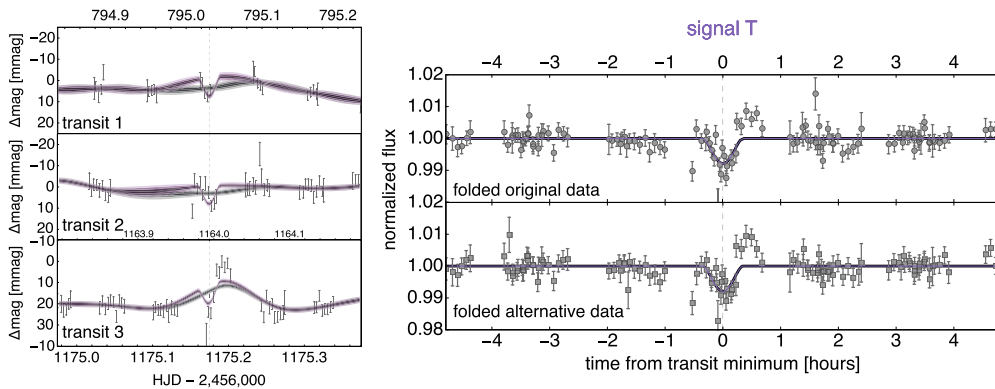 signal T
794.9 795.0 795.1 795.2
−4 −3 −2 −1 0 1 2 3 4
Δmag [mmag]
−20
−10
0
10
20
transit 1
Δmag [mmag]
−20
−10
0
10
20
transit 2
1163.9 1164.0 1164.1
Δmag [mmag]
−10
0
10
20
30
40
transit 3
1175.0 1175.1 1175.2 1175.3
HJD − 2,456,000
normalized flux
1.02
1.01
1.00
0.99
folded original data
1.02
1.01
1.00
0.99
0.98
folded alternative data
−4 −3 −2 −1 0 1 2 3 4
time from transit minimum [hours]